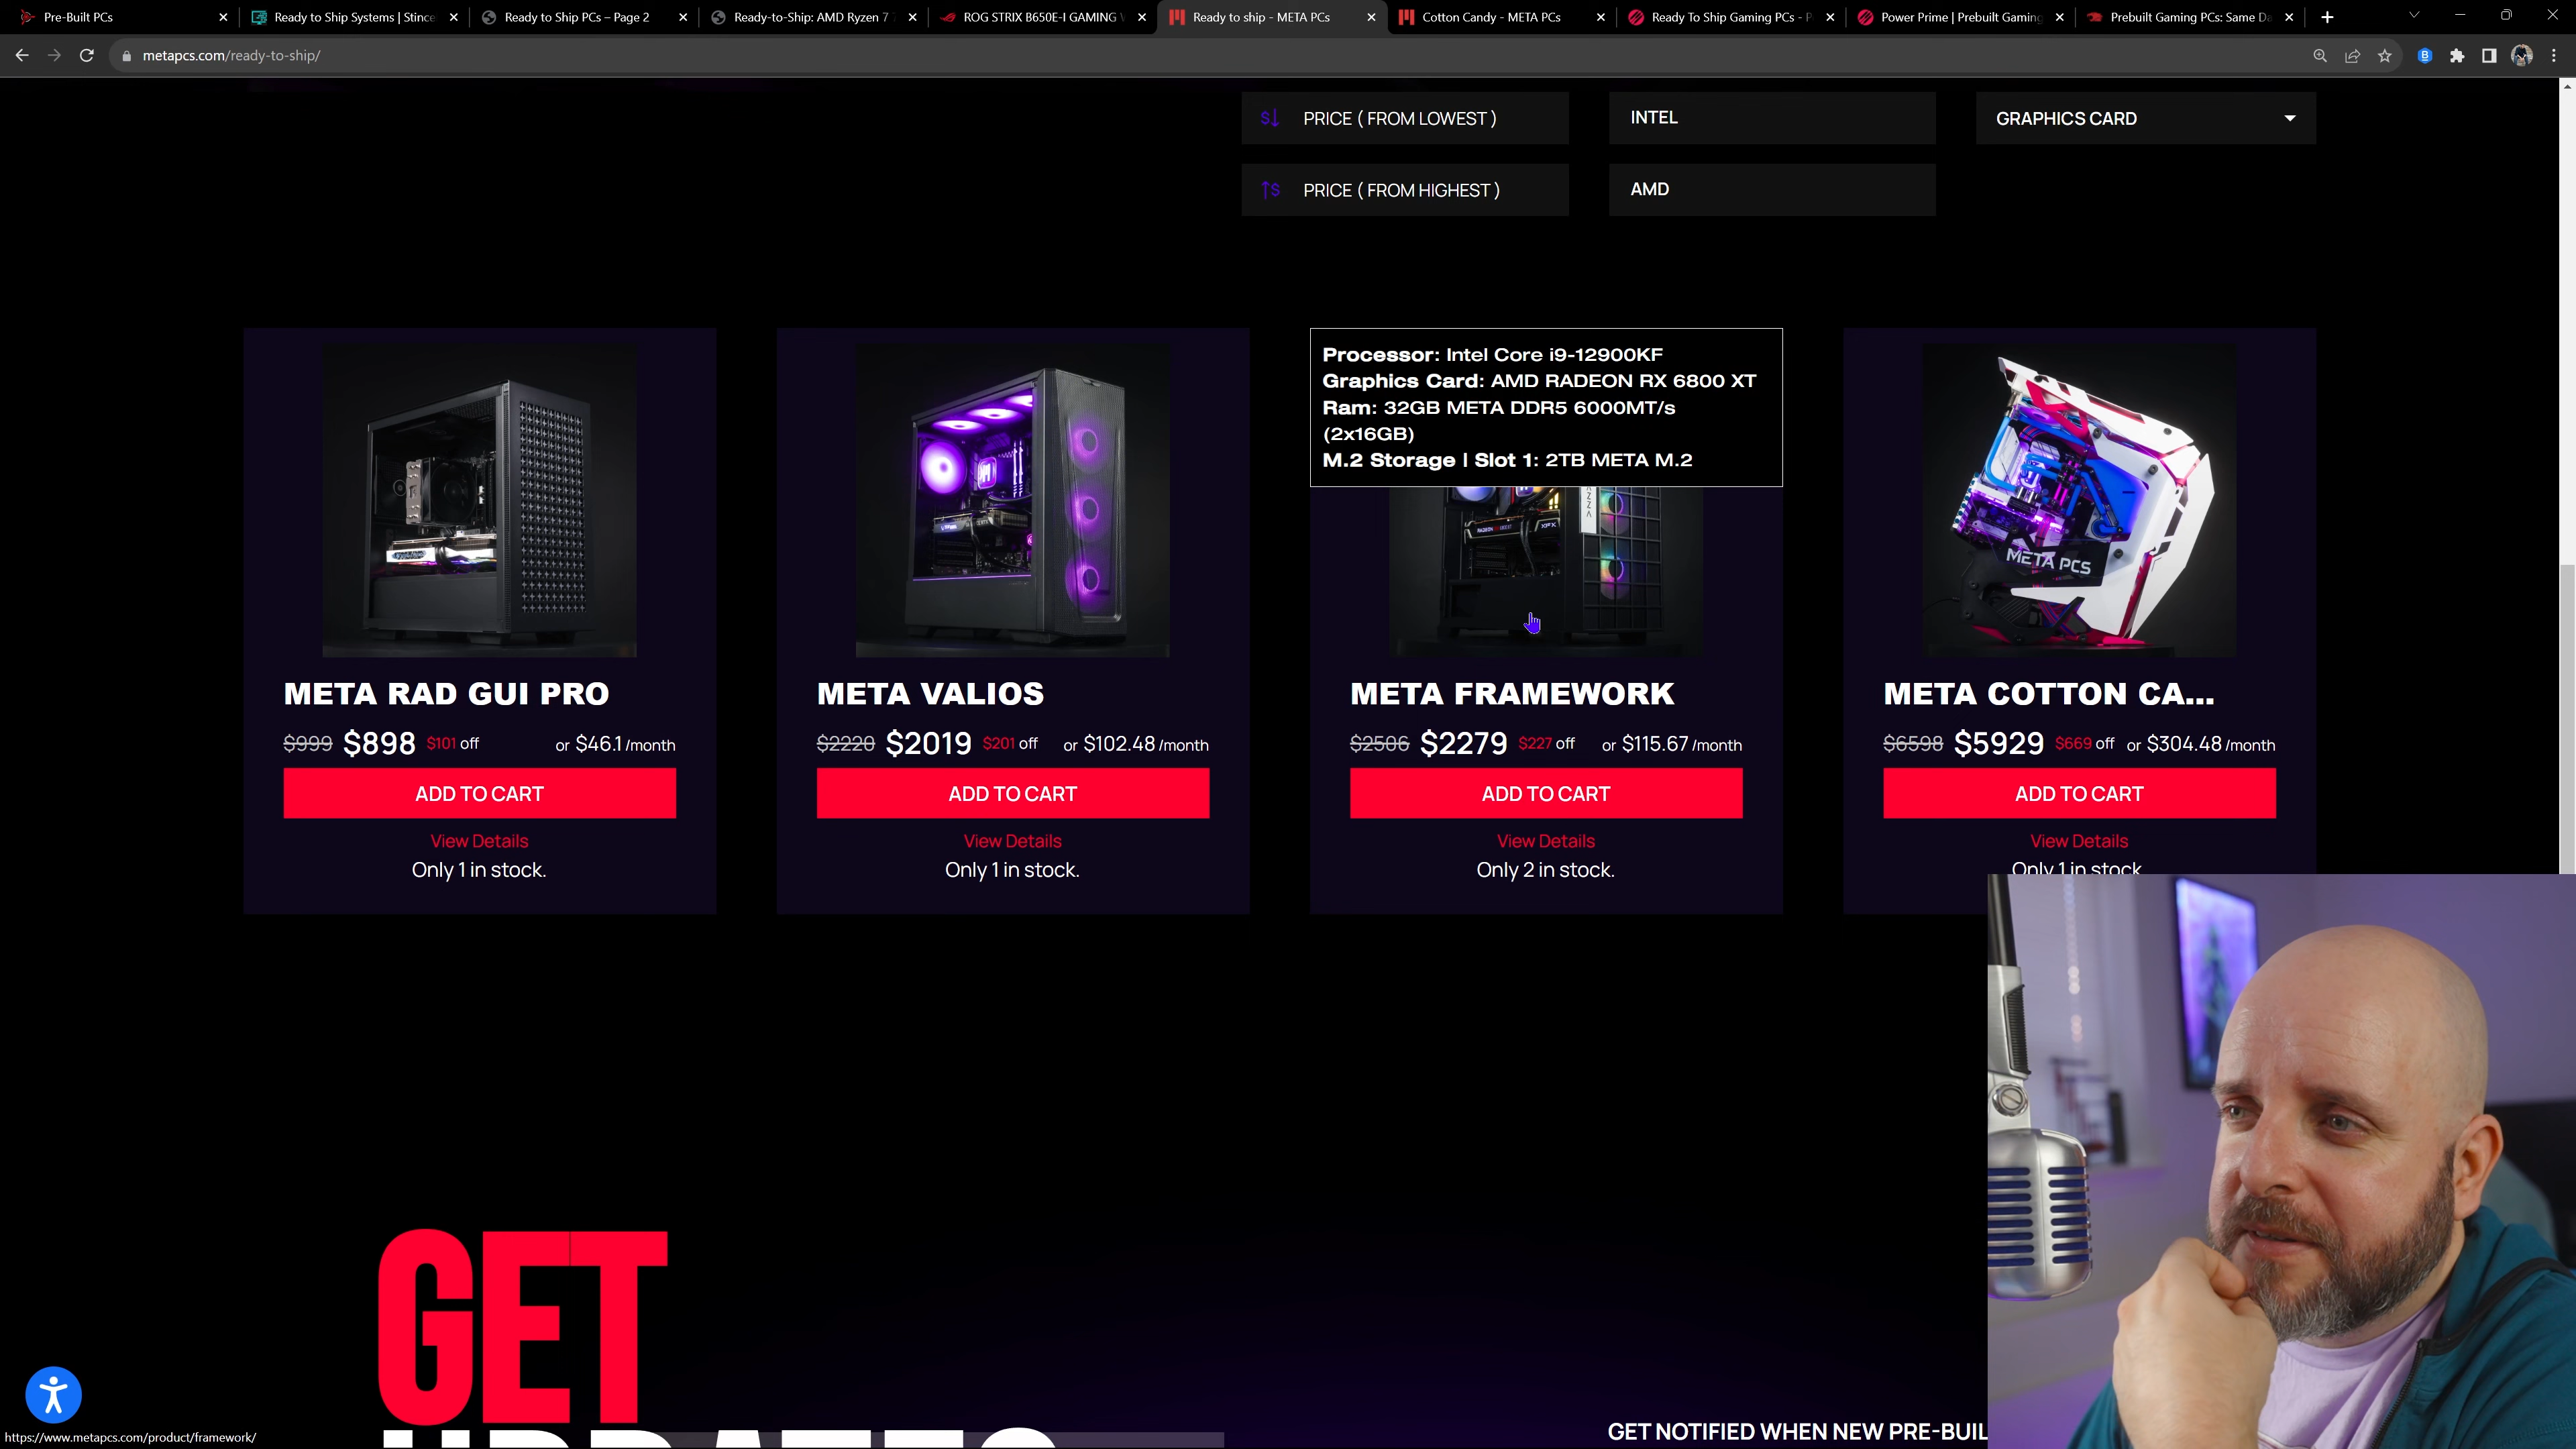 Pre-Built PCs
Ready to Ship Systems | Stince
Ready to Ship PCs – Page 2
Ready-to-Ship: AMD Ryzen 7
ROG STRIX B650E-I GAMING
Ready to ship - META PCs
Cotton Candy - META PCs
Ready To Ship Gaming PCs - P
Power Prime | Prebuilt Gaming
Prebuilt Gaming PCs: Same Da
metapcs.com/ready-to-ship/
PRICE ( FROM LOWEST )
INTEL
GRAPHICS CARD
PRICE ( FROM HIGHEST )
AMD
Processor: Intel Core i9-12900KF
Graphics Card: AMD RADEON RX 6800 XT
Ram: 32GB META DDR5 6000MT/s
(2x16GB)
M.2 Storage | Slot 1: 2TB META M.2
META PCS
META RAD GUI PRO
$999 $898 $101 off or $46.1 /month
ADD TO CART
View Details
Only 1 in stock.
META VALIOS
$2220 $2019 $201 off or $102.48 /month
ADD TO CART
View Details
Only 1 in stock.
META FRAMEWORK
$2506 $2279 $227 off or $115.67 /month
ADD TO CART
View Details
Only 2 in stock.
META COTTON CA...
$6598 $5929 $669 off or $304.48 /month
ADD TO CART
View Details
Only 1 in stock
GET
UPDATES
GET NOTIFIED WHEN NEW PRE-BUIL
https://www.metapcs.com/product/framework/